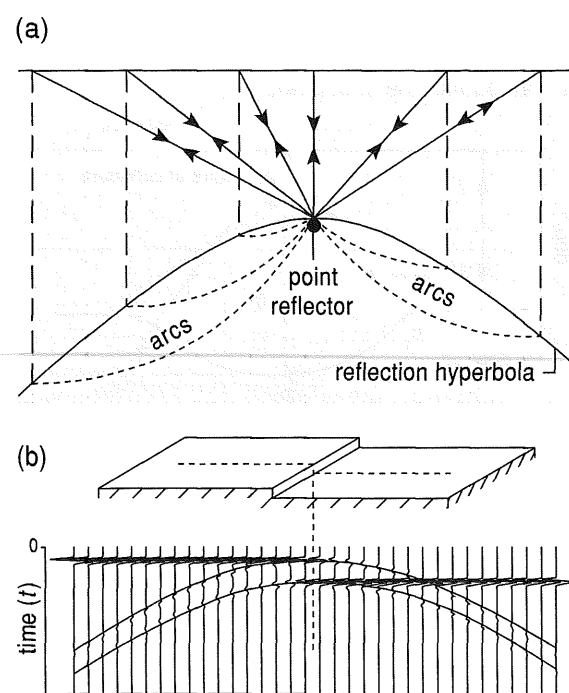 (a)
point
reflector
arcs
arcs
reflection hyperbola
(b)
0
time (t)